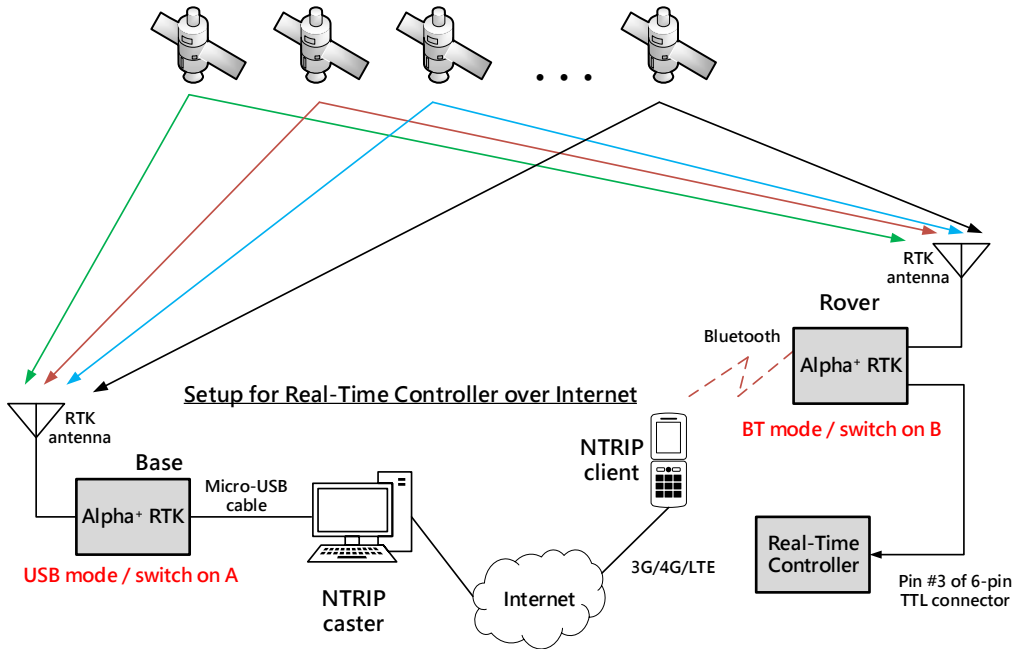 . . .
RTK
antenna
Rover
Bluetooth
Alpha⁺ RTK
BT mode / switch on B
Setup for Real-Time Controller over Internet
RTK
antenna
Base
Micro-USB
cable
Alpha⁺ RTK
USB mode / switch on A
NTRIP
caster
NTRIP
client
Internet
3G/4G/LTE
Real-Time
Controller
Pin #3 of 6-pin
TTL connector